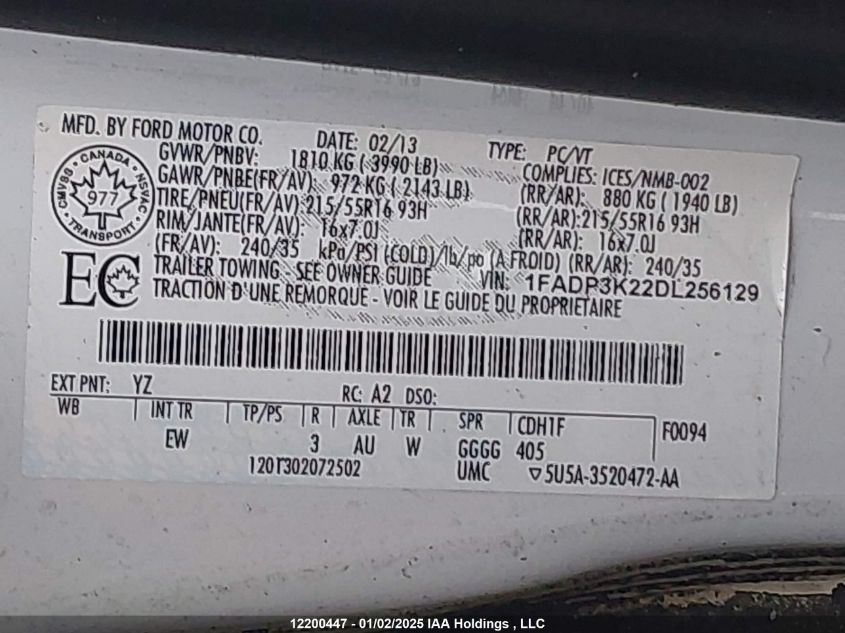 MFD. BY FORD MOTOR CO. DATE: 02/13 TYPE: PC/VT
GVWR/PNBV: 1810 KG ( 3990 LB) COMPLIES: ICES/NMB-002
GAWR/PNBE(FR/AV): 972 KG ( 2143 LB) (RR/AR): 880 KG ( 1940 LB)
TIRE/PNEU(FR/AV):215/55R16 93H (RR/AR):215/55R16 93H
RIM/JANTE(FR/AV): 16x7.0J (RR/AR): 16x7.0J
(FR/AV): 240/35 kPa/PSI (COLD)/lb/po (A FROID) (RR/AR): 240/35
TRAILER TOWING - SEE OWNER GUIDE VIN: 1FADP3K22DL256129
TRACTION D'UNE REMORQUE - VOIR LE GUIDE DU PROPRIETAIRE
CANADA
CMVSS 977 NSVAC
TRANSPORT
EC
EXT PNT: YZ RC: A2 DSO:
WB INT TR TP/PS R AXLE TR SPR CDH1F F0094
EW 3 AU W GGGG 405
120T302072502 UMC ▽5U5A-3520472-AA
12200447 - 01/02/2025 IAA Holdings , LLC